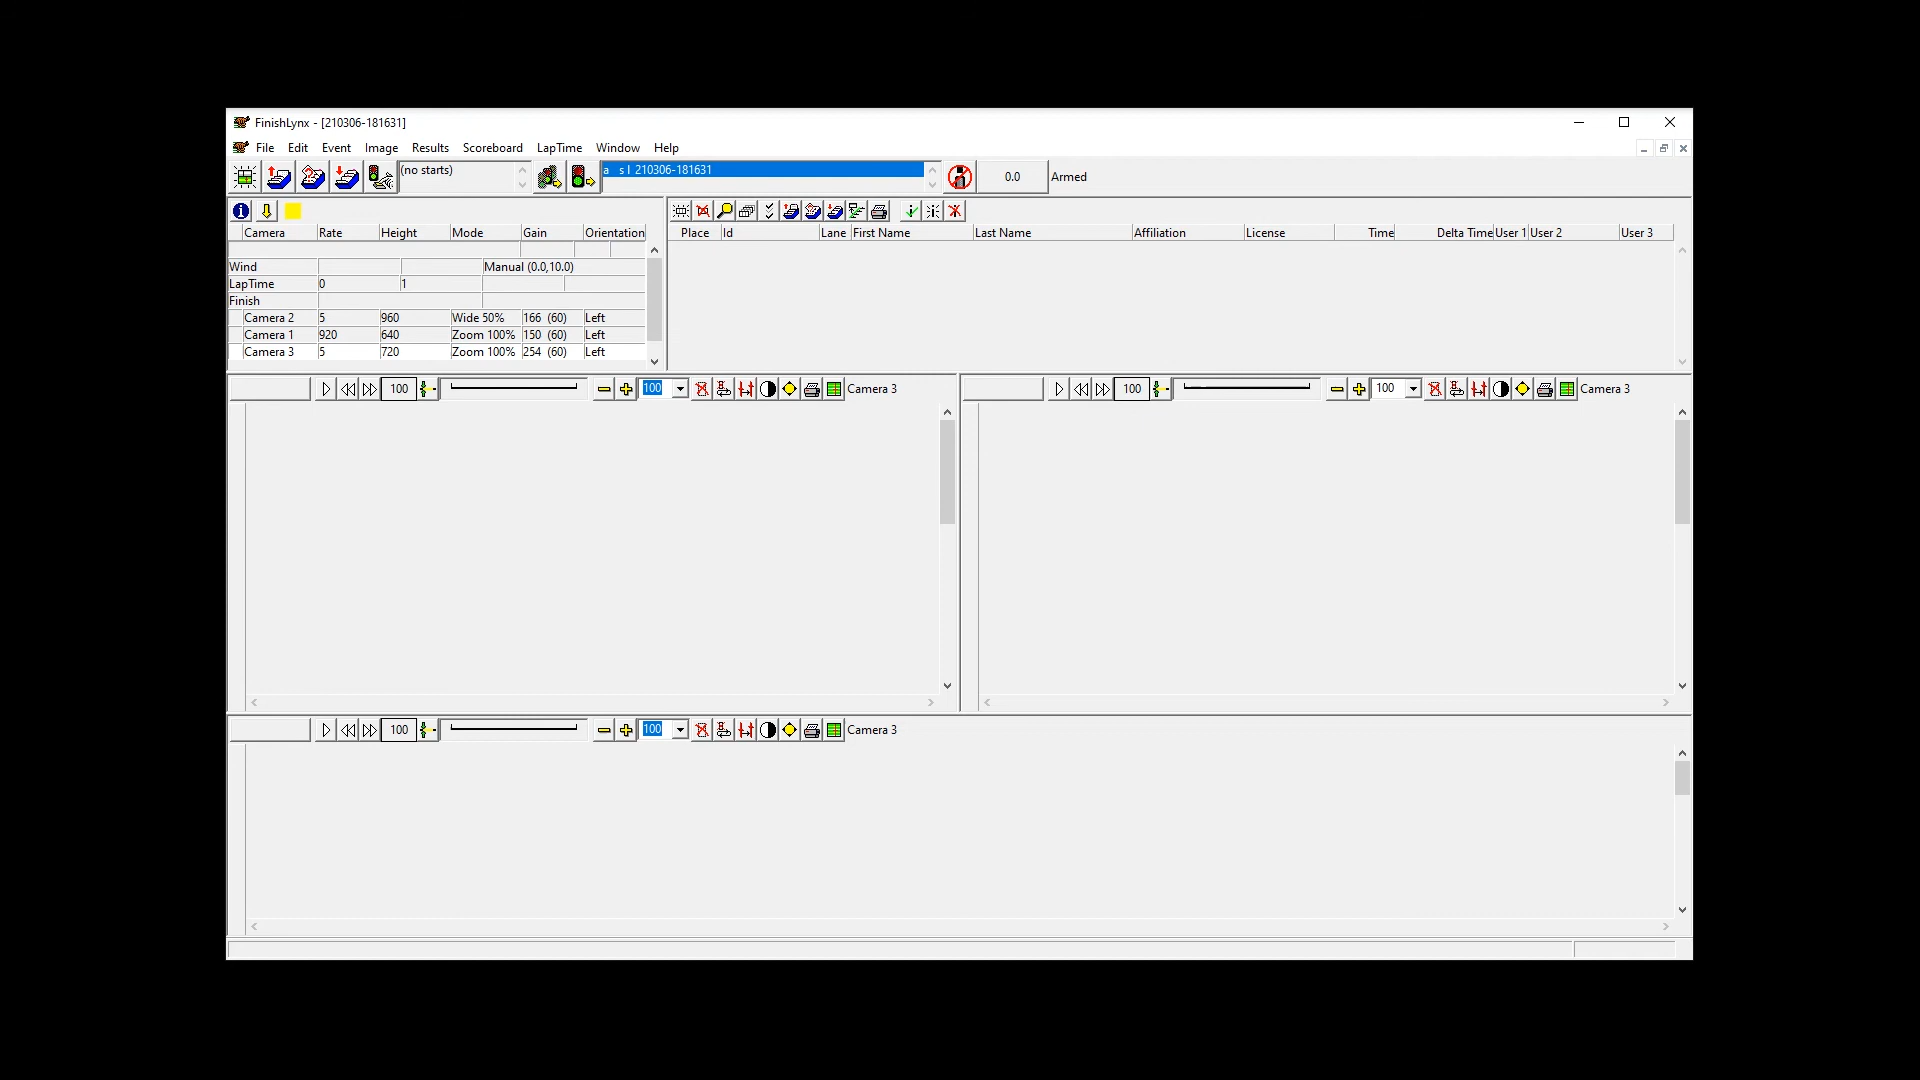 FinishLynx - [210306-181631]
File Edit Event Image Results Scoreboard LapTime Window Help
(no starts) a s l 210306-181631 0.0 Armed
Camera Rate Height Mode Gain Orientation
Wind Manual (0.0,10.0)
LapTime 0 1
Finish
Camera 2 5 960 Wide 50% 166 (60) Left
Camera 1 920 640 Zoom 100% 150 (60) Left
Camera 3 5 720 Zoom 100% 254 (60) Left
Place Id Lane First Name Last Name Affiliation License Time Delta Time User 1 User 2 User 3
100 100 Camera 3
100 100 Camera 3
100 100 Camera 3